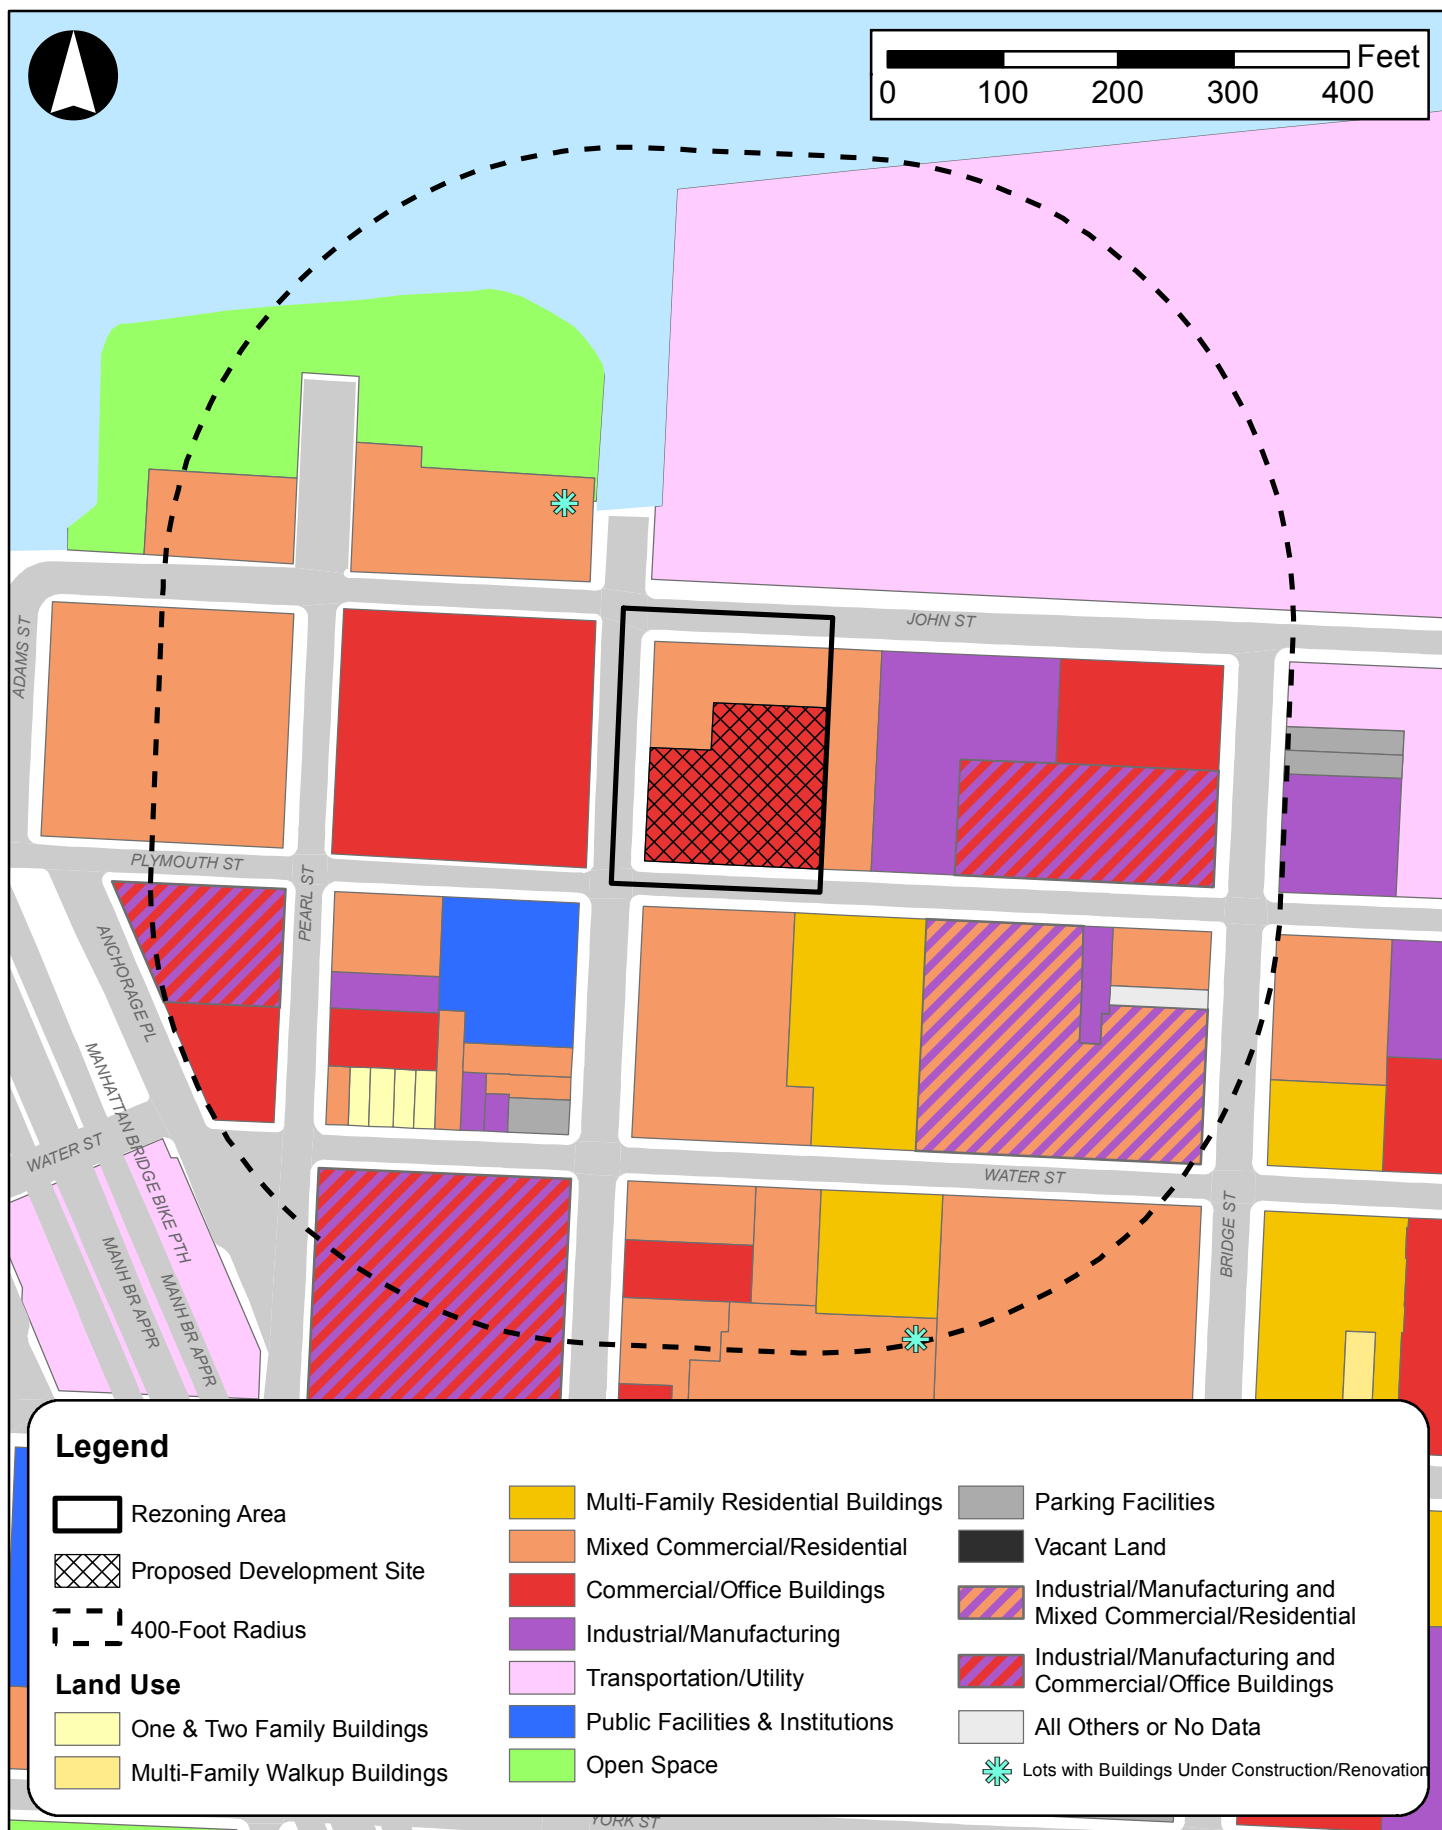 Feet
0 100 200 300 400
JOHN ST
ADAMS ST
PLYMOUTH ST
PEARL ST
ANCHORAGE PL
MANHATTAN BRIDGE BIKE PTH
WATER ST
WATER ST
BRIDGE ST
MANH BR APPR
MANH BR APPR
Legend
Rezoning Area
Proposed Development Site
400-Foot Radius
Land Use
One & Two Family Buildings
Multi-Family Walkup Buildings
Multi-Family Residential Buildings
Mixed Commercial/Residential
Commercial/Office Buildings
Industrial/Manufacturing
Transportation/Utility
Public Facilities & Institutions
Open Space
Parking Facilities
Vacant Land
Industrial/Manufacturing and
Mixed Commercial/Residential
Industrial/Manufacturing and
Commercial/Office Buildings
All Others or No Data
Lots with Buildings Under Construction/Renovation
YORK ST